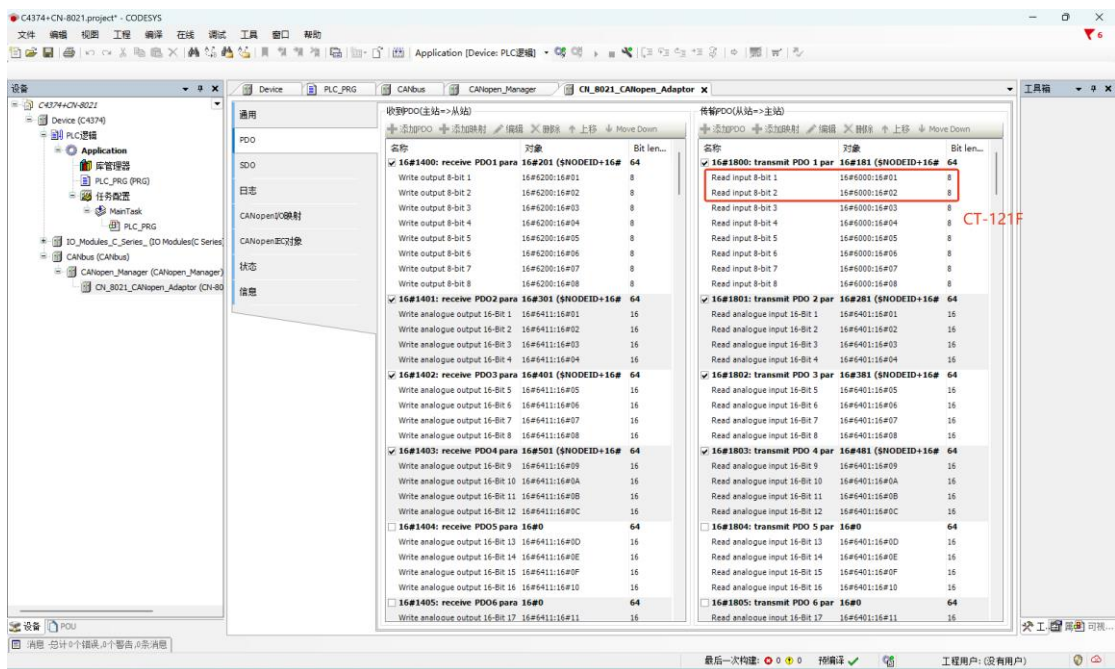 C4374+CN-8021.project* - CODESYS
文件 编辑 视图 工程 编译 在线 调试 工具 窗口 帮助
Application [Device: PLC逻辑]
6
设备
C4374+CN-8021
Device (C4374)
PLC逻辑
Application
库管理器
PLC_PRG (PRG)
任务配置
MainTask
PLC_PRG
IO_Modules_C_Series_ (IO Modules(C Series
CANbus (CANbus)
CANopen_Manager (CANopen_Manager)
CN_8021_CANopen_Adaptor (CN-80
设备 POU
Device PLC_PRG CANbus CANopen_Manager CN_8021_CANopen_Adaptor
通用
PDO
SDO
日志
CANopenI/O映射
CANopenIEC对象
状态
信息
收到PDO(主站=>从站)
添加PDO 添加映射 编辑 删除 上移 Move Down
名称 对象 Bit len...
16#1400: receive PDO1 para 16#201 ($NODEID+16# 64
Write output 8-bit 1 16#6200:16#01 8
Write output 8-bit 2 16#6200:16#02 8
Write output 8-bit 3 16#6200:16#03 8
Write output 8-bit 4 16#6200:16#04 8
Write output 8-bit 5 16#6200:16#05 8
Write output 8-bit 6 16#6200:16#06 8
Write output 8-bit 7 16#6200:16#07 8
Write output 8-bit 8 16#6200:16#08 8
16#1401: receive PDO2 para 16#301 ($NODEID+16# 64
Write analogue output 16-Bit 1 16#6411:16#01 16
Write analogue output 16-Bit 2 16#6411:16#02 16
Write analogue output 16-Bit 3 16#6411:16#03 16
Write analogue output 16-Bit 4 16#6411:16#04 16
16#1402: receive PDO3 para 16#401 ($NODEID+16# 64
Write analogue output 16-Bit 5 16#6411:16#05 16
Write analogue output 16-Bit 6 16#6411:16#06 16
Write analogue output 16-Bit 7 16#6411:16#07 16
Write analogue output 16-Bit 8 16#6411:16#08 16
16#1403: receive PDO4 para 16#501 ($NODEID+16# 64
Write analogue output 16-Bit 9 16#6411:16#09 16
Write analogue output 16-Bit 10 16#6411:16#0A 16
Write analogue output 16-Bit 11 16#6411:16#0B 16
Write analogue output 16-Bit 12 16#6411:16#0C 16
16#1404: receive PDO5 para 16#0 64
Write analogue output 16-Bit 13 16#6411:16#0D 16
Write analogue output 16-Bit 14 16#6411:16#0E 16
Write analogue output 16-Bit 15 16#6411:16#0F 16
Write analogue output 16-Bit 16 16#6411:16#10 16
16#1405: receive PDO6 para 16#0 64
Write analogue output 16-Bit 17 16#6411:16#11 16
传输PDO(从站=>主站)
添加PDO 添加映射 编辑 删除 上移 Move Down
名称 对象 Bit len...
16#1800: transmit PDO 1 par 16#181 ($NODEID+16# 64
Read input 8-bit 1 16#6000:16#01 8
Read input 8-bit 2 16#6000:16#02 8
Read input 8-bit 3 16#6000:16#03 8
CT-121F
Read input 8-bit 4 16#6000:16#04 8
Read input 8-bit 5 16#6000:16#05 8
Read input 8-bit 6 16#6000:16#06 8
Read input 8-bit 7 16#6000:16#07 8
Read input 8-bit 8 16#6000:16#08 8
16#1801: transmit PDO 2 par 16#281 ($NODEID+16# 64
Read analogue input 16-Bit 1 16#6401:16#01 16
Read analogue input 16-Bit 2 16#6401:16#02 16
Read analogue input 16-Bit 3 16#6401:16#03 16
Read analogue input 16-Bit 4 16#6401:16#04 16
16#1802: transmit PDO 3 par 16#381 ($NODEID+16# 64
Read analogue input 16-Bit 5 16#6401:16#05 16
Read analogue input 16-Bit 6 16#6401:16#06 16
Read analogue input 16-Bit 7 16#6401:16#07 16
Read analogue input 16-Bit 8 16#6401:16#08 16
16#1803: transmit PDO 4 par 16#481 ($NODEID+16# 64
Read analogue input 16-Bit 9 16#6401:16#09 16
Read analogue input 16-Bit 10 16#6401:16#0A 16
Read analogue input 16-Bit 11 16#6401:16#0B 16
Read analogue input 16-Bit 12 16#6401:16#0C 16
16#1804: transmit PDO 5 par 16#0 64
Read analogue input 16-Bit 13 16#6401:16#0D 16
Read analogue input 16-Bit 14 16#6401:16#0E 16
Read analogue input 16-Bit 15 16#6401:16#0F 16
Read analogue input 16-Bit 16 16#6401:16#10 16
16#1805: transmit PDO 6 par 16#0 64
Read analogue input 16-Bit 17 16#6401:16#11 16
工具箱
工... 属... 可视...
消息 -总计0个错误,0个警告,0条消息
最后一次构建: 0 0 预编译 工程用户: (没有用户)